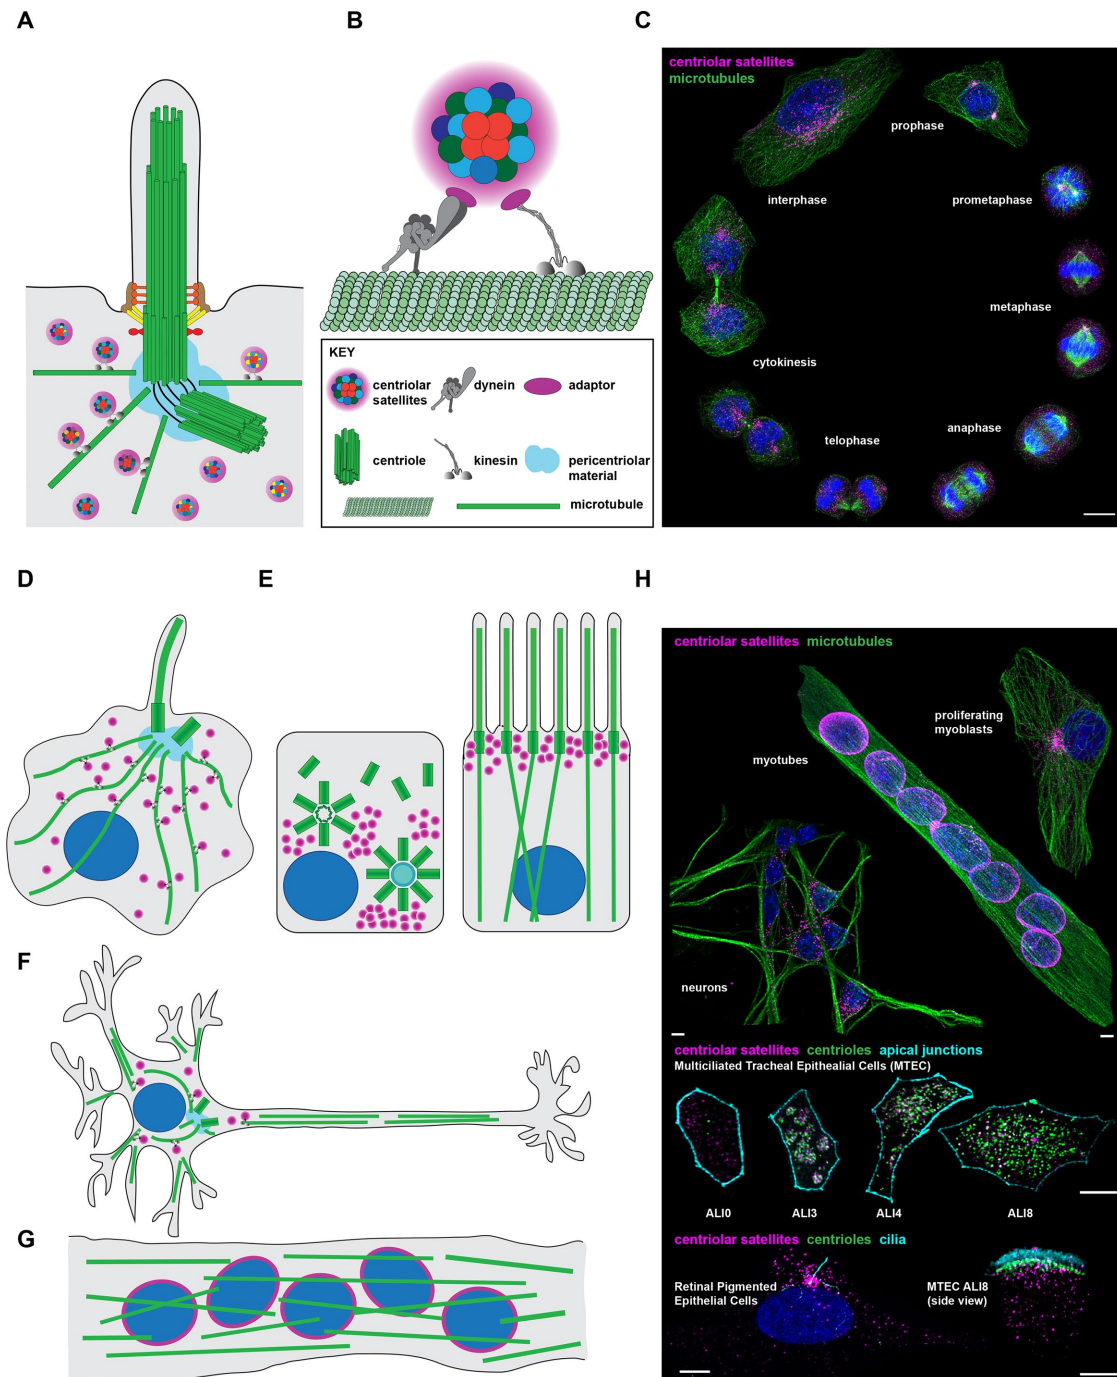 A
B
C
centriolar satellites
microtubules
prophase
interphase
prometaphase
metaphase
cytokinesis
anaphase
telophase
KEY
centriolar
satellites
dynein
adaptor
centriole
kinesin
pericentriolar
material
microtubule
D
E
H
centriolar satellites microtubules
proliferating
myoblasts
myotubes
neurons
F
centriolar satellites centrioles apical junctions
Multiciliated Tracheal Epithealial Cells (MTEC)
ALI0
ALI3
ALI4
ALI8
G
centriolar satellites centrioles cilia
Retinal Pigmented
Epithelial Cells
MTEC ALI8
(side view)